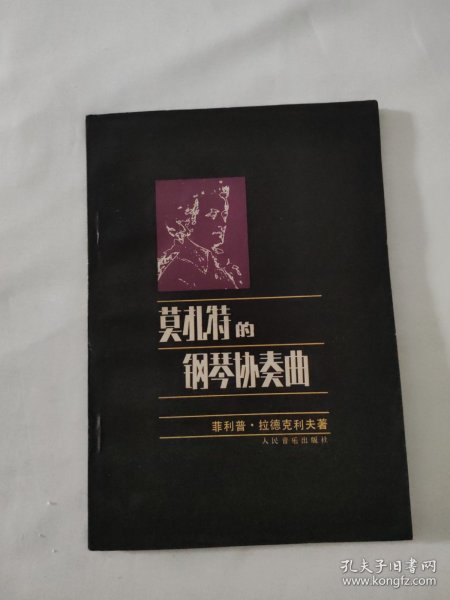 莫扎特的
钢琴协奏曲
菲利普·拉德克利夫著
人民音乐出版社
孔夫子旧书网
www.kongfz.com